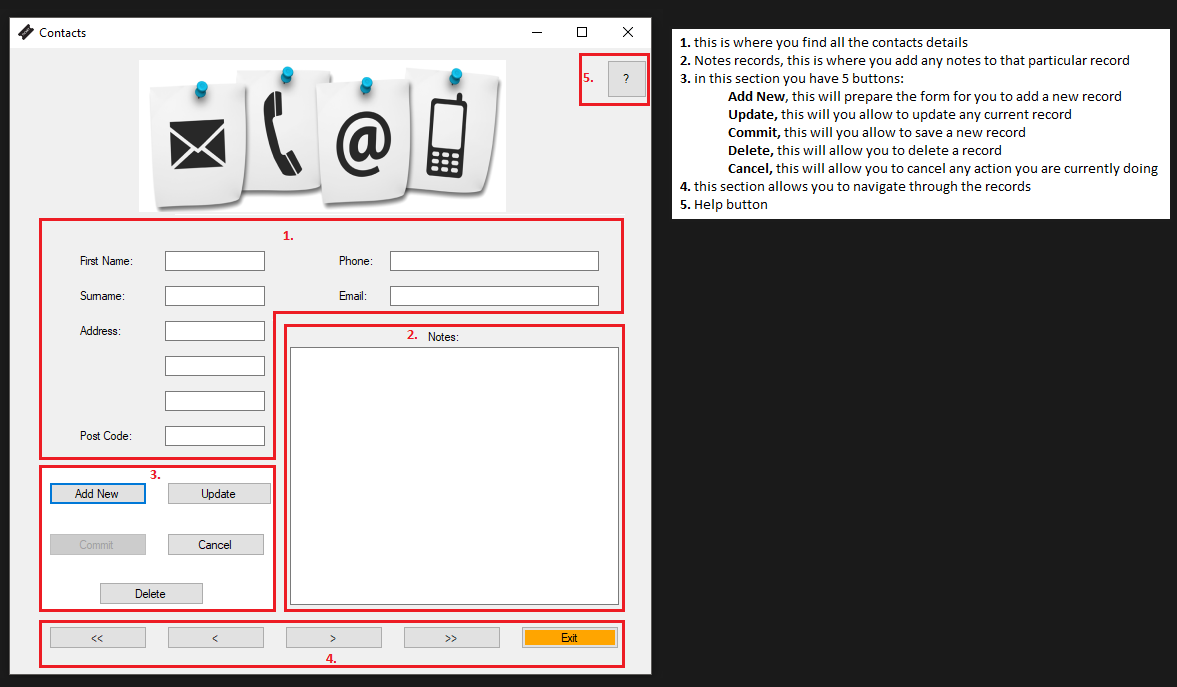 Contacts
5.
?
@
1.
First Name:
Phone:
Surname:
Email:
Address:
2.
Notes:
Post Code:
3.
Add New
Update
Commit
Cancel
Delete
<<
<
>
>>
Exit
4.
1. this is where you find all the contacts details
2. Notes records, this is where you add any notes to that particular record
3. in this section you have 5 buttons:
Add New, this will prepare the form for you to add a new record
Update, this will you allow to update any current record
Commit, this will you allow to save a new record
Delete, this will allow you to delete a record
Cancel, this will allow you to cancel any action you are currently doing
4. this section allows you to navigate through the records
5. Help button